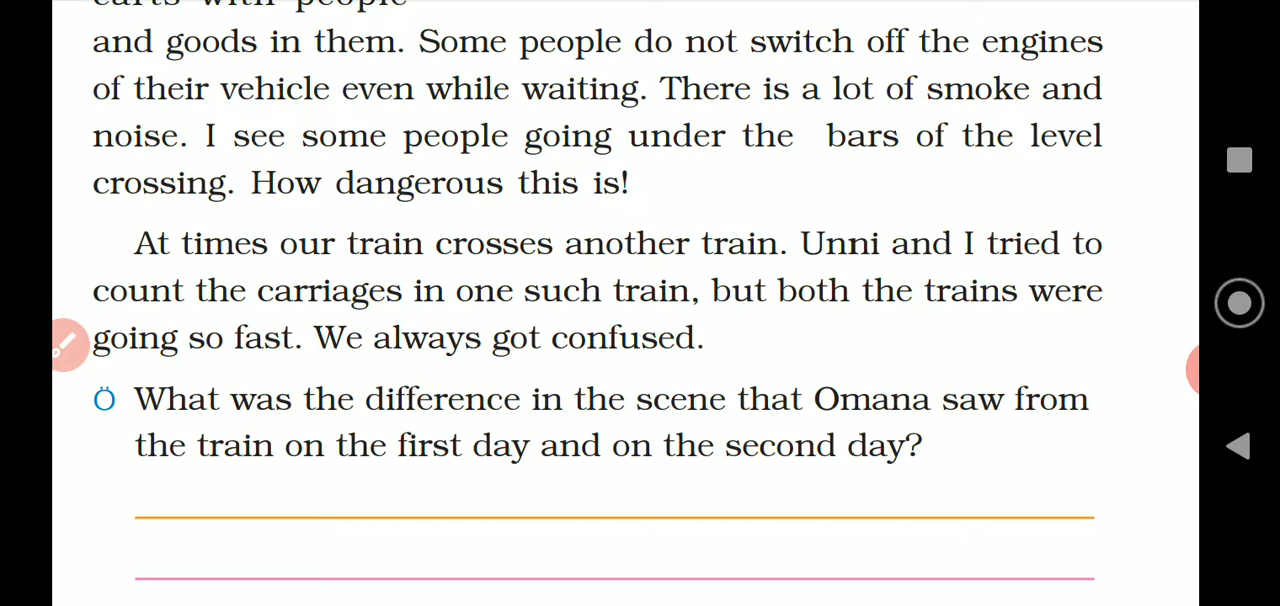 carts with people
and goods in them. Some people do not switch off the engines
of their vehicle even while waiting. There is a lot of smoke and
noise. I see some people going under the bars of the level
crossing. How dangerous this is!
At times our train crosses another train. Unni and I tried to
count the carriages in one such train, but both the trains were
going so fast. We always got confused.
Ö What was the difference in the scene that Omana saw from
the train on the first day and on the second day?